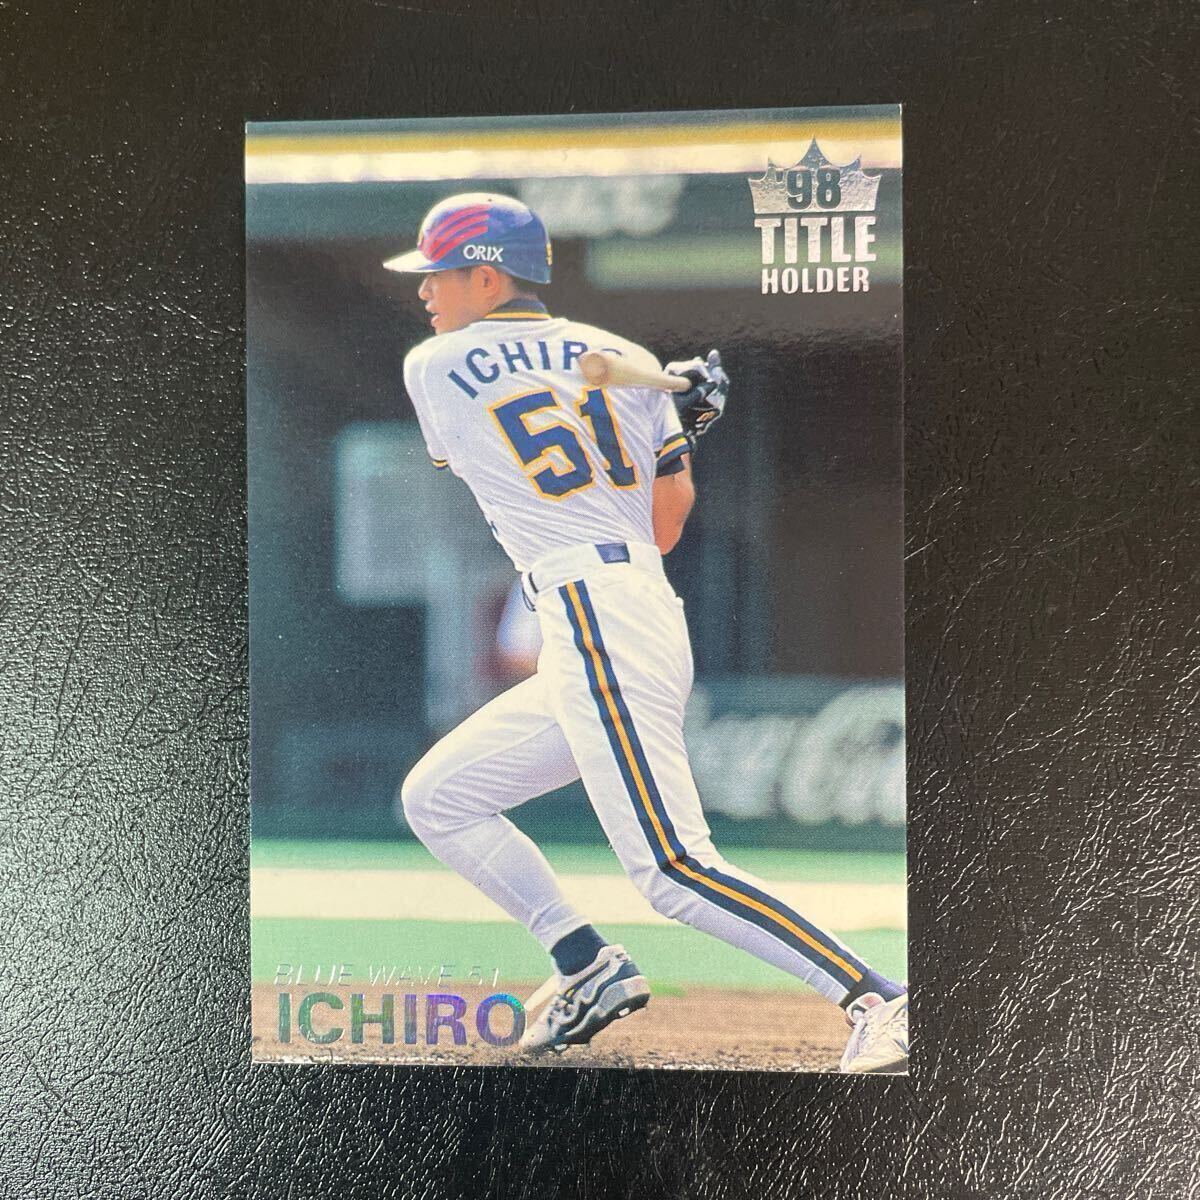 '98
TITLE
HOLDER
ORIX
ICHIRO
51
BLUE WAVE 51
ICHIRO